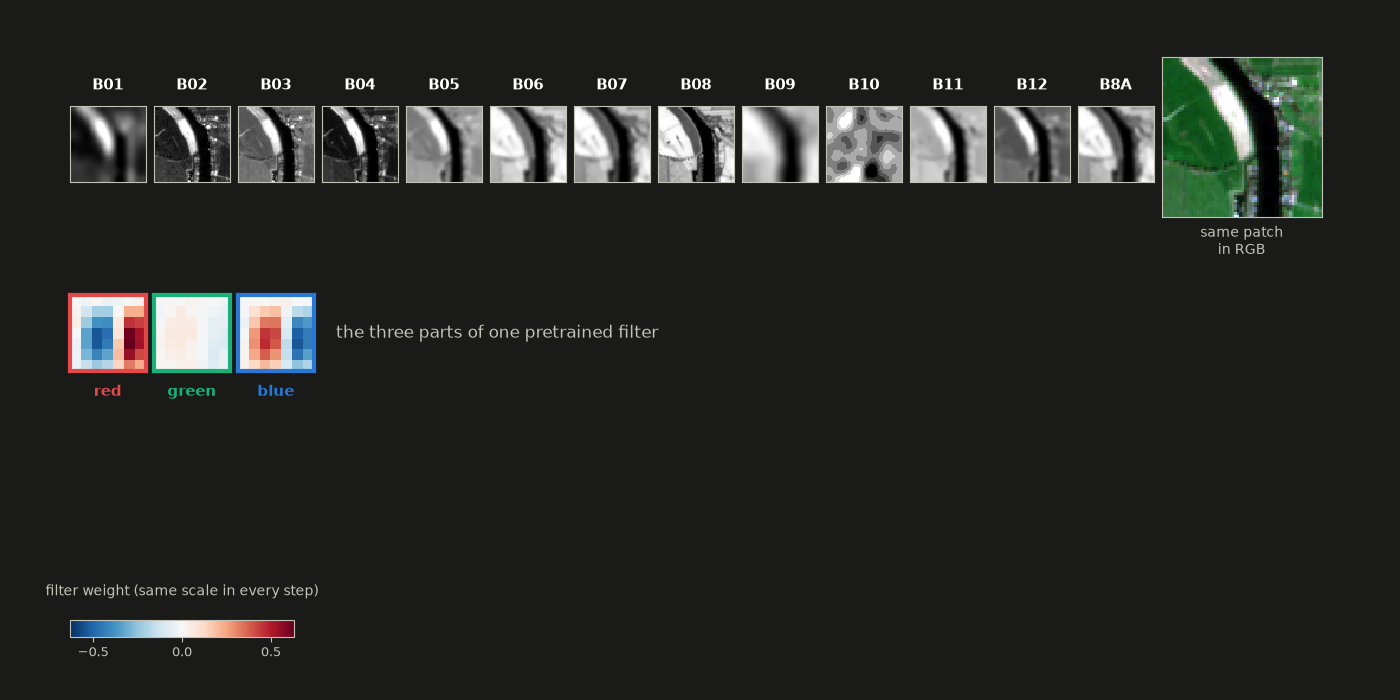 B01 B02 B03 B04 B05 B06 B07 B08 B09 B10 B11 B12 B8A
same patch
in RGB
the three parts of one pretrained filter
red green blue
filter weight (same scale in every step)
−0.5 0.0 0.5